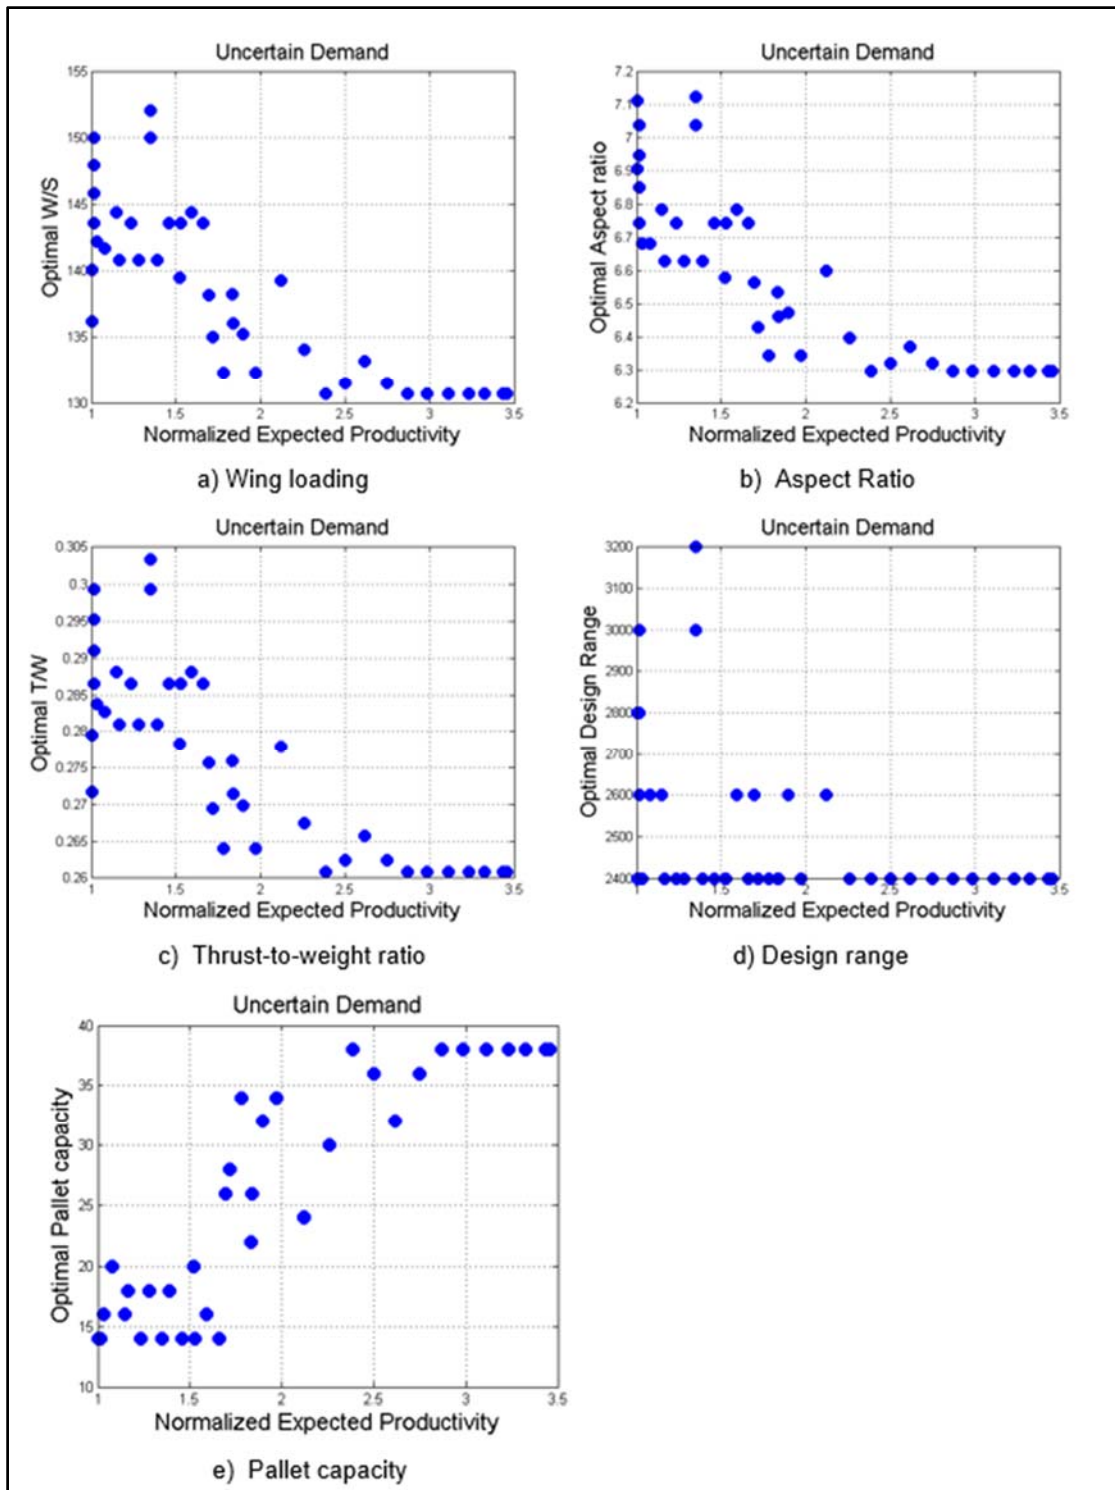 Uncertain Demand
155
150
145
140
135
130
Optimal W/S
1 1.5 2 2.5 3 3.5
Normalized Expected Productivity
a) Wing loading
Uncertain Demand
7.2
7.1
7
6.9
6.8
6.7
6.6
6.5
6.4
6.3
6.2
Optimal Aspect ratio
1 1.5 2 2.5 3 3.5
Normalized Expected Productivity
b) Aspect Ratio
Uncertain Demand
0.305
0.3
0.295
0.29
0.285
0.28
0.275
0.27
0.265
0.26
Optimal T/W
1 1.5 2 2.5 3 3.5
Normalized Expected Productivity
c) Thrust-to-weight ratio
Uncertain Demand
3200
3100
3000
2900
2800
2700
2600
2500
2400
Optimal Design Range
1 1.5 2 2.5 3 3.5
Normalized Expected Productivity
d) Design range
Uncertain Demand
40
35
30
25
20
15
10
Optimal Pallet capacity
1 1.5 2 2.5 3 3.5
Normalized Expected Productivity
e) Pallet capacity